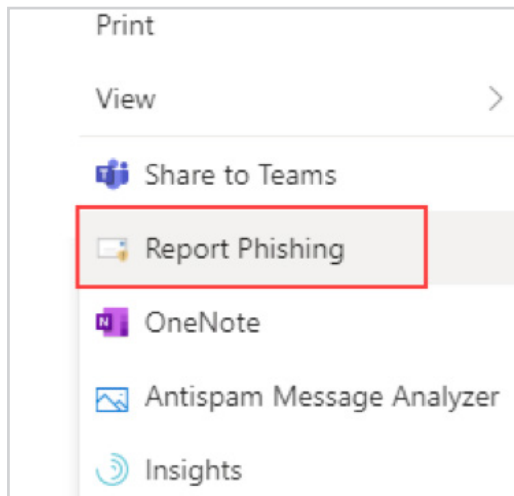 Print
View
Share to Teams
Report Phishing
OneNote
Antispam Message Analyzer
Insights